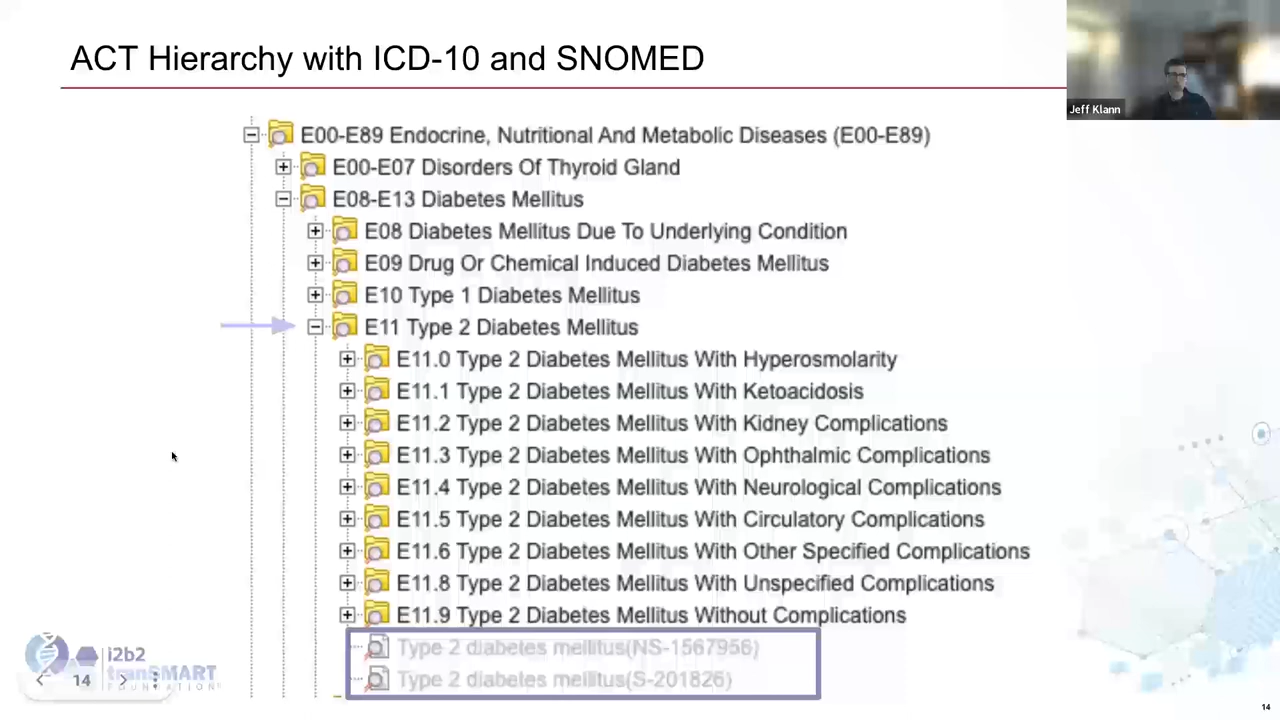 ACT Hierarchy with ICD-10 and SNOMED
Jeff Klann
E00-E89 Endocrine, Nutritional And Metabolic Diseases (E00-E89)
E00-E07 Disorders Of Thyroid Gland
E08-E13 Diabetes Mellitus
E08 Diabetes Mellitus Due To Underlying Condition
E09 Drug Or Chemical Induced Diabetes Mellitus
E10 Type 1 Diabetes Mellitus
E11 Type 2 Diabetes Mellitus
E11.0 Type 2 Diabetes Mellitus With Hyperosmolarity
E11.1 Type 2 Diabetes Mellitus With Ketoacidosis
E11.2 Type 2 Diabetes Mellitus With Kidney Complications
E11.3 Type 2 Diabetes Mellitus With Ophthalmic Complications
E11.4 Type 2 Diabetes Mellitus With Neurological Complications
E11.5 Type 2 Diabetes Mellitus With Circulatory Complications
E11.6 Type 2 Diabetes Mellitus With Other Specified Complications
E11.8 Type 2 Diabetes Mellitus With Unspecified Complications
E11.9 Type 2 Diabetes Mellitus Without Complications
Type 2 diabetes mellitus(NS-1567956)
Type 2 diabetes mellitus(S-201826)
i2b2
tranSMART
FOUNDATION
14
14